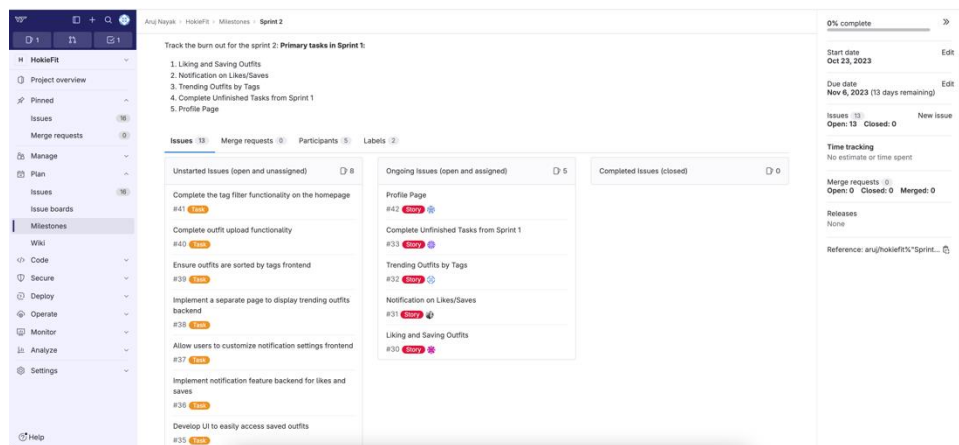 1
1
H HokieFit
Project overview
Pinned
Issues 16
Merge requests 0
Manage
Plan
Issues 16
Issue boards
Milestones
Wiki
Code
Secure
Deploy
Operate
Monitor
Analyze
Settings
Help
Aruj Nayak › HokieFit › Milestones › Sprint 2
Track the burn out for the sprint 2: Primary tasks in Sprint 1:
1. Liking and Saving Outfits
2. Notification on Likes/Saves
3. Trending Outfits by Tags
4. Complete Unfinished Tasks from Sprint 1
5. Profile Page
Issues 13 Merge requests 0 Participants 5 Labels 2
Unstarted Issues (open and unassigned) 8
Complete the tag filter functionality on the homepage
#41 Task
Complete outfit upload functionality
#40 Task
Ensure outfits are sorted by tags frontend
#39 Task
Implement a separate page to display trending outfits
backend
#38 Task
Allow users to customize notification settings frontend
#37 Task
Implement notification feature backend for likes and
saves
#36 Task
Develop UI to easily access saved outfits
#35 Task
Ongoing Issues (open and assigned) 5
Profile Page
#42 Story
Complete Unfinished Tasks from Sprint 1
#33 Story
Trending Outfits by Tags
#32 Story
Notification on Likes/Saves
#31 Story
Liking and Saving Outfits
#30 Story
Completed Issues (closed) 0
0% complete
Start date Edit
Oct 23, 2023
Due date Edit
Nov 6, 2023 (13 days remaining)
Issues 13 New issue
Open: 13 Closed: 0
Time tracking
No estimate or time spent
Merge requests 0
Open: 0 Closed: 0 Merged: 0
Releases
None
Reference: aruj/hokiefit%"Sprint...